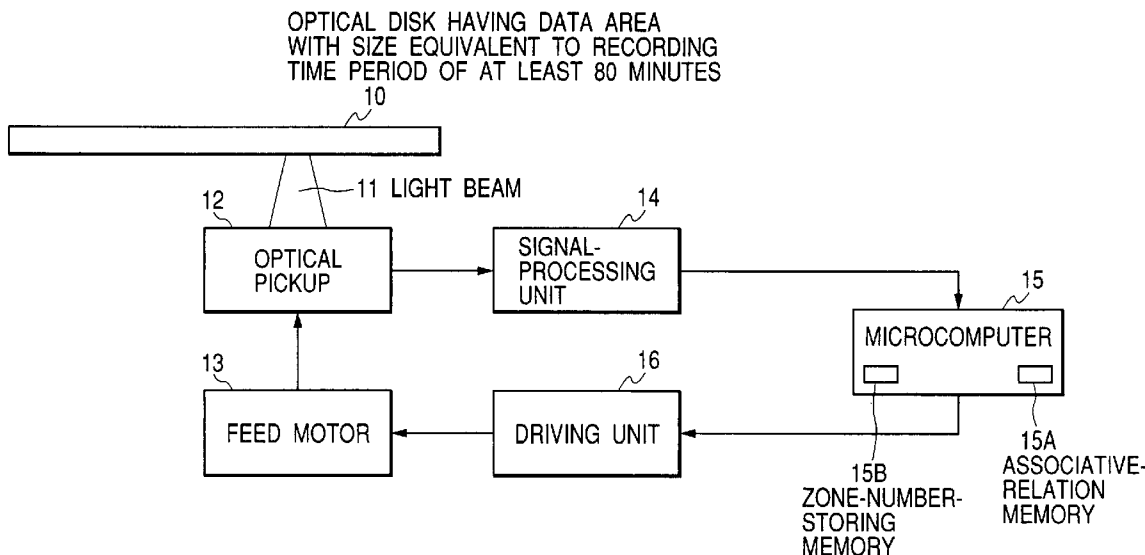 OPTICAL DISK HAVING DATA AREA
WITH SIZE EQUIVALENT TO RECORDING
TIME PERIOD OF AT LEAST 80 MINUTES
10
11 LIGHT BEAM
12
OPTICAL
PICKUP
14
SIGNAL-
PROCESSING
UNIT
15
MICROCOMPUTER
13
FEED MOTOR
16
DRIVING UNIT
15B
ZONE-NUMBER-
STORING
MEMORY
15A
ASSOCIATIVE-
RELATION
MEMORY